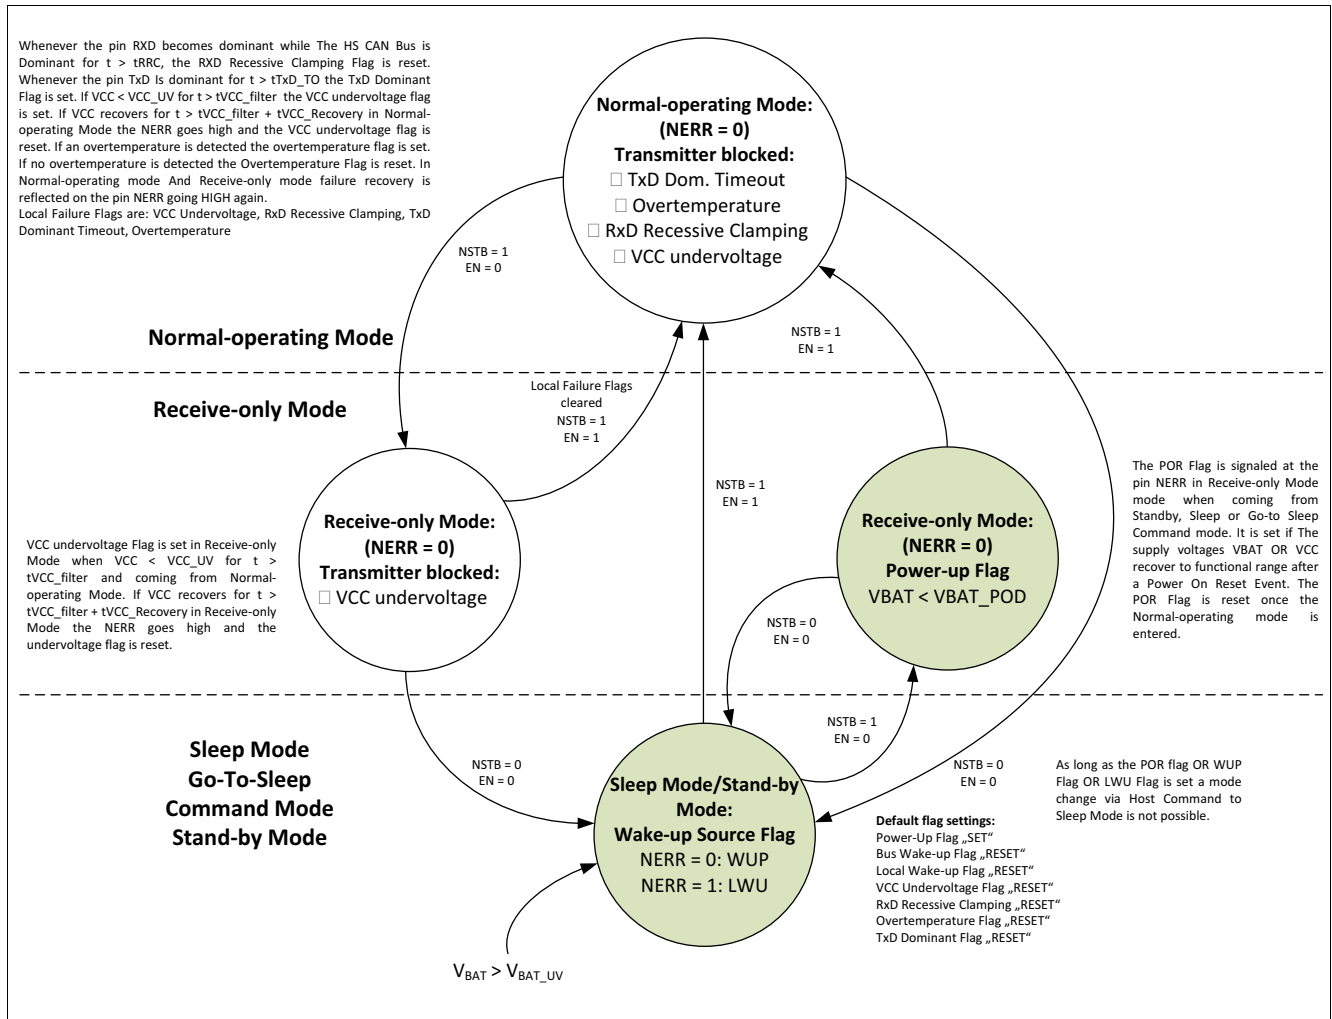 Whenever the pin RXD becomes dominant while The HS CAN Bus is
Dominant for t > tRRC, the RXD Recessive Clamping Flag is reset.
Whenever the pin TxD Is dominant for t > tTxD_TO the TxD Dominant
Flag is set. If VCC < VCC_UV for t > tVCC_filter the VCC undervoltage flag
is set. If VCC recovers for t > tVCC_filter + tVCC_Recovery in Normal-
operating Mode the NERR goes high and the VCC undervoltage flag is
reset. If an overtemperature is detected the overtemperature flag is set.
If no overtemperature is detected the Overtemperature Flag is reset. In
Normal-operating mode And Receive-only mode failure recovery is
reflected on the pin NERR going HIGH again.
Local Failure Flags are: VCC Undervoltage, RxD Recessive Clamping, TxD
Dominant Timeout, Overtemperature
Normal-operating Mode:
(NERR = 0)
Transmitter blocked:
□ TxD Dom. Timeout
□ Overtemperature
□ RxD Recessive Clamping
□ VCC undervoltage
NSTB = 1
EN = 0
NSTB = 1
EN = 1
Normal-operating Mode
Receive-only Mode
Local Failure Flags
cleared
NSTB = 1
EN = 1
NSTB = 1
EN = 1
Receive-only Mode:
(NERR = 0)
Transmitter blocked:
□ VCC undervoltage
Receive-only Mode:
(NERR = 0)
Power-up Flag
VBAT < VBAT_POD
The POR Flag is signaled at the
pin NERR in Receive-only Mode
mode when coming from
Standby, Sleep or Go-to Sleep
Command mode. It is set if The
supply voltages VBAT OR VCC
recover to functional range after
a Power On Reset Event. The
POR Flag is reset once the
Normal-operating mode is
entered.
VCC undervoltage Flag is set in Receive-only
Mode when VCC < VCC_UV for t >
tVCC_filter and coming from Normal-
operating Mode. If VCC recovers for t >
tVCC_filter + tVCC_Recovery in Receive-only
Mode the NERR goes high and the
undervoltage flag is reset.
NSTB = 0
EN = 0
NSTB = 1
EN = 0
Sleep Mode
Go-To-Sleep
Command Mode
Stand-by Mode
NSTB = 0
EN = 0
Sleep Mode/Stand-by
Mode:
Wake-up Source Flag
NERR = 0: WUP
NERR = 1: LWU
NSTB = 0
EN = 0
As long as the POR flag OR WUP
Flag OR LWU Flag is set a mode
change via Host Command to
Sleep Mode is not possible.
Default flag settings:
Power-Up Flag „SET“
Bus Wake-up Flag „RESET“
Local Wake-up Flag „RESET“
VCC Undervoltage Flag „RESET“
RxD Recessive Clamping „RESET“
Overtemperature Flag „RESET“
TxD Dominant Flag „RESET“
VBAT > VBAT_UV